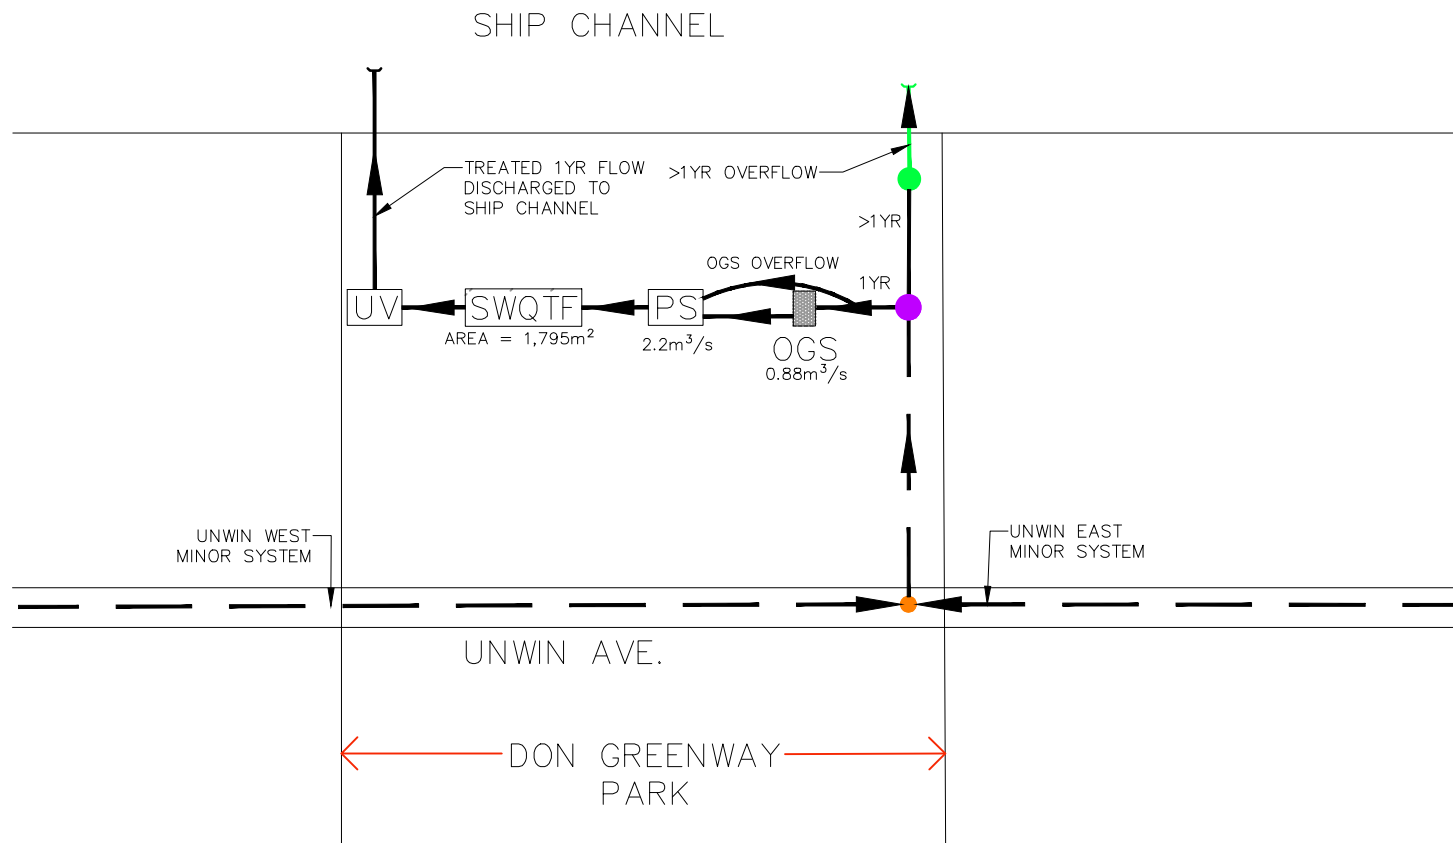 SHIP CHANNEL
TREATED 1YR FLOW
DISCHARGED TO
SHIP CHANNEL
>1YR OVERFLOW
>1YR
OGS OVERFLOW
1YR
UV
SWQTF
PS
AREA = 1,795m²
2.2m³/s
OGS
0.88m³/s
UNWIN WEST
MINOR SYSTEM
UNWIN EAST
MINOR SYSTEM
UNWIN AVE.
DON GREENWAY
PARK